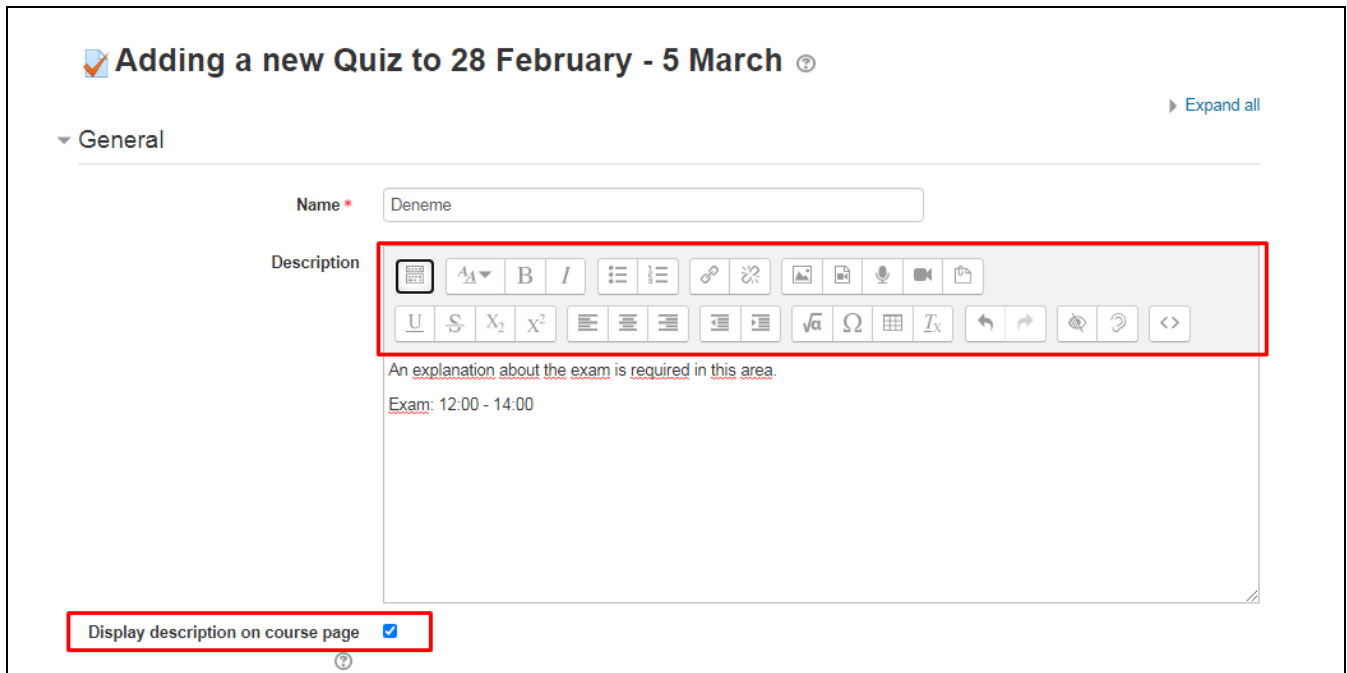 Adding a new Quiz to 28 February - 5 March
Expand all
General
Name *
Deneme
Description
An explanation about the exam is required in this area.
Exam: 12:00 - 14:00
Display description on course page